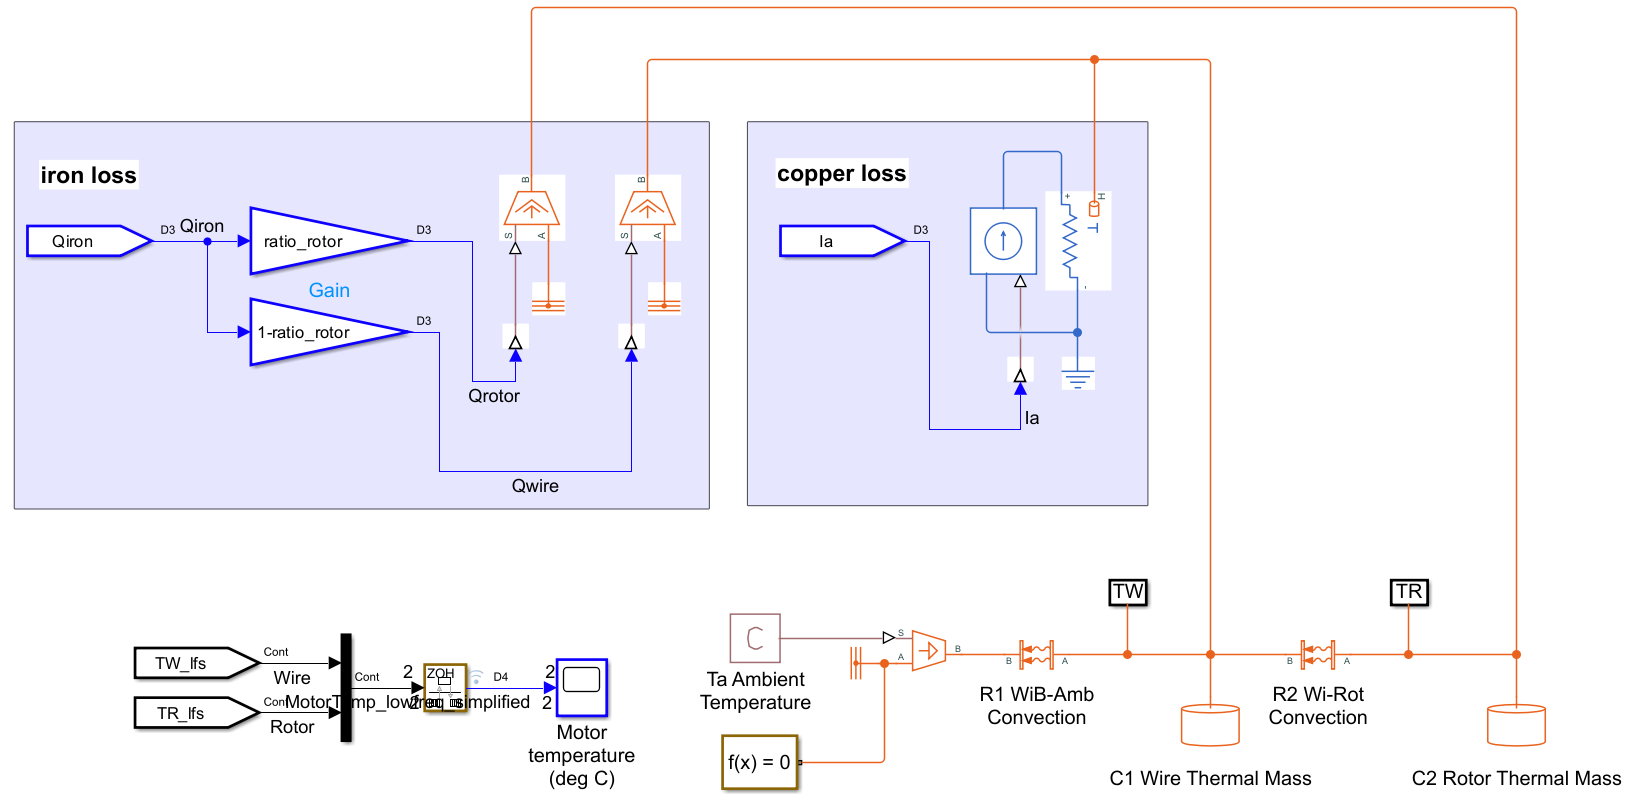 iron loss
Qiron
D3
Qiron
ratio_rotor
D3
Gain
1-ratio_rotor
D3
B
S
A
B
S
A
Qrotor
Qwire
copper loss
Ia
D3
+
H
T
-
Ia
TW_lfs
Cont
Wire
TR_lfs
Cont
Rotor
Cont
2
2
ZOH
MotorTemp_lowfreq_simplified
D4
2
2
Motor
temperature
(deg C)
C
Ta Ambient
Temperature
S
A
B
f(x) = 0
B
A
R1 WiB-Amb
Convection
TW
B
A
R2 Wi-Rot
Convection
TR
C1 Wire Thermal Mass
C2 Rotor Thermal Mass